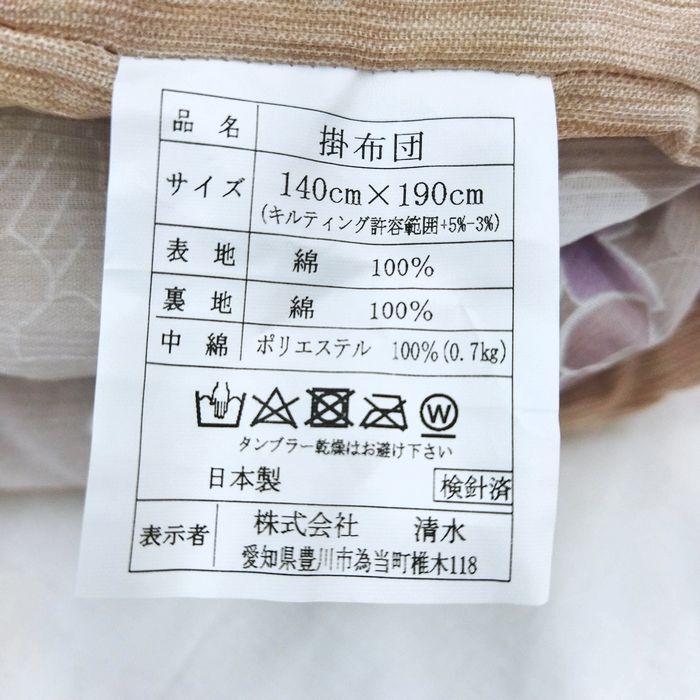 品名 掛布団
サイズ 140cm×190cm
(キルティング許容範囲+5%-3%)
表地 綿 100%
裏地 綿 100%
中綿 ポリエステル 100%(0.7kg)
W
タンブラー乾燥はお避け下さい
日本製 検針済
表示者 株式会社 清水
愛知県豊川市為当町椎木118